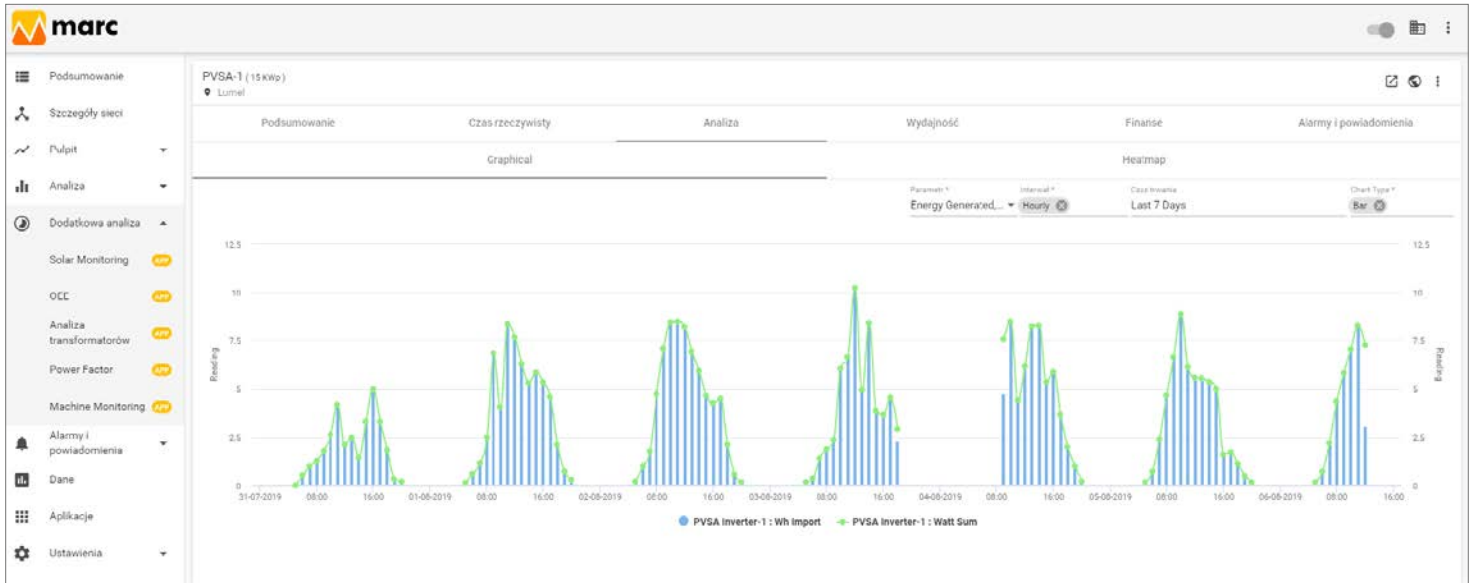 marc
Podsumowanie
Szczegóły sieci
Pulpit
Analiza
Dodatkowa analiza
Solar Monitoring APP
OEE APP
Analiza
transformatorów APP
Power Factor APP
Machine Monitoring APP
Alarmy i
powiadomienia
Dane
Aplikacje
Ustawienia
PVSA-1 (15 KWp)
Lumel
Podsumowanie Czas rzeczywisty Analiza Wydajność Finanse Alarmy i powiadomienia
Graphical Heatmap
Parametr * Interwał * Czas trwania Chart Type *
Energy Generated,... Hourly Last 7 Days Bar
12.5 12.5
10 10
7.5 7.5
Reading Reading
5 5
2.5 2.5
0 0
31-07-2019 08:00 16:00 01-08-2019 08:00 16:00 02-08-2019 08:00 16:00 03-08-2019 08:00 16:00 04-08-2019 08:00 16:00 05-08-2019 08:00 16:00 06-08-2019 08:00 16:00
PVSA Inverter-1 : Wh Import PVSA Inverter-1 : Watt Sum